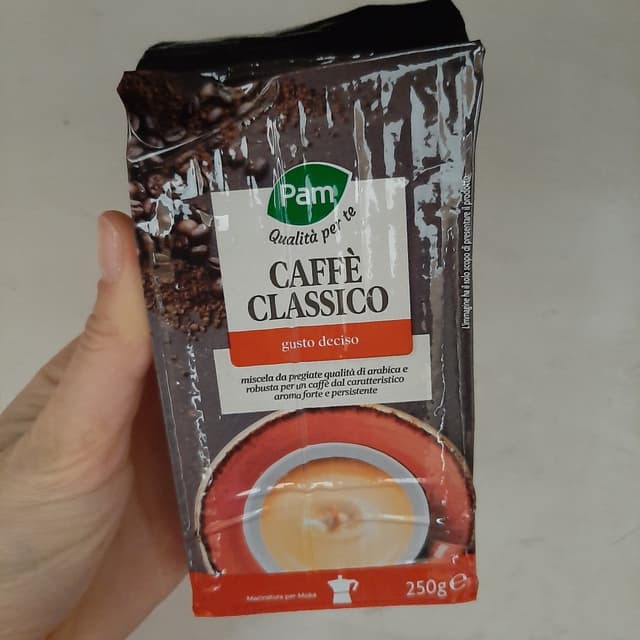 Pam
Qualità per te
CAFFÈ
CLASSICO
gusto deciso
miscela da pregiate qualità di arabica e
robusta per un caffè dal caratteristico
aroma forte e persistente
L'immagine ha il solo scopo di presentare il prodotto.
Macinatura per Moka
250g e